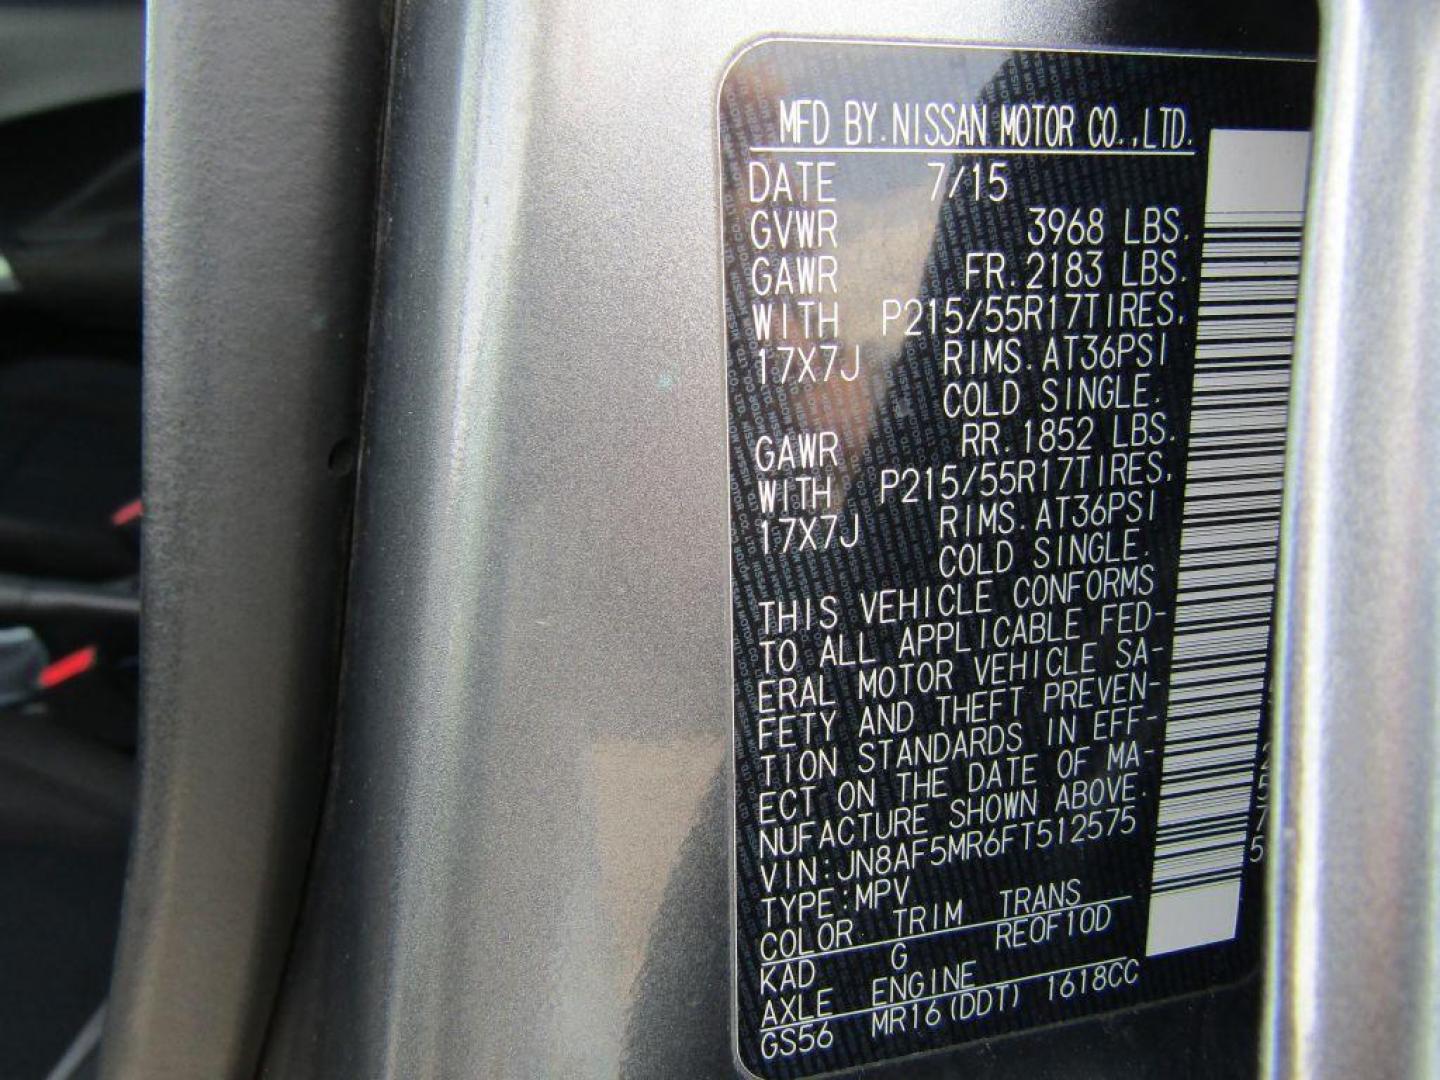 MFD BY.NISSAN MOTOR CO.,LTD.
DATE 7/15
GVWR 3968 LBS.
GAWR FR.2183 LBS.
WITH P215/55R17TIRES,
17X7J RIMS.AT36PSI
COLD SINGLE.
GAWR RR.1852 LBS.
WITH P215/55R17TIRES,
17X7J RIMS.AT36PSI
COLD SINGLE.
THIS VEHICLE CONFORMS
TO ALL APPLICABLE FED-
ERAL MOTOR VEHICLE SA-
FETY AND THEFT PREVEN-
TION STANDARDS IN EFF-
ECT ON THE DATE OF MA-
NUFACTURE SHOWN ABOVE.
VIN:JN8AF5MR6FT512575
TYPE:MPV
COLOR TRIM TRANS
KAD G REOF10D
AXLE ENGINE
GS56 MR16(DDT) 1618CC
2575